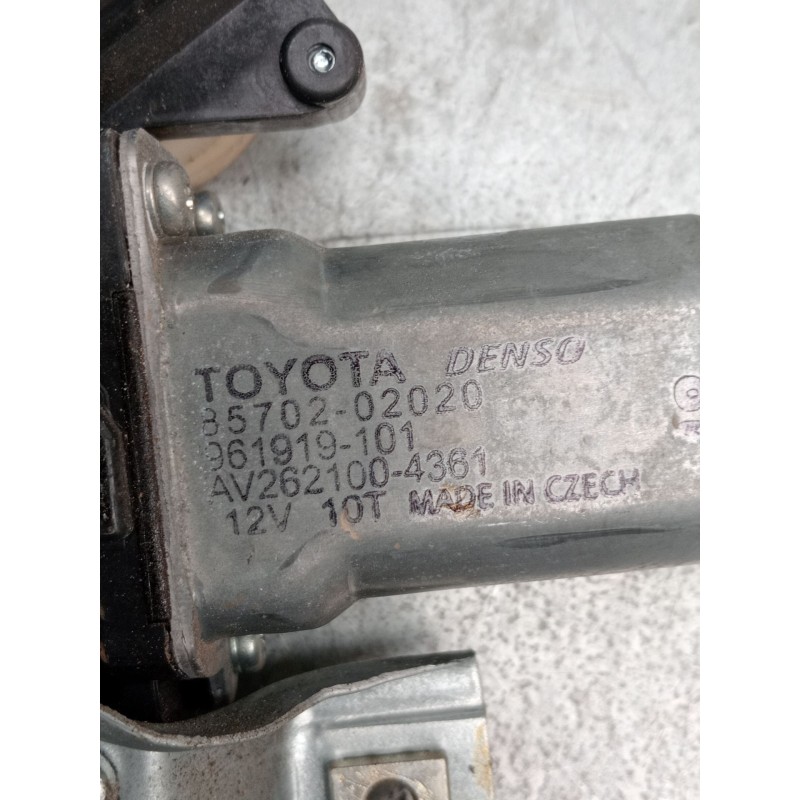 TOYOTA DENSO
85702-02020
961919-101
AV262100-4361
12V 10T MADE IN CZECH